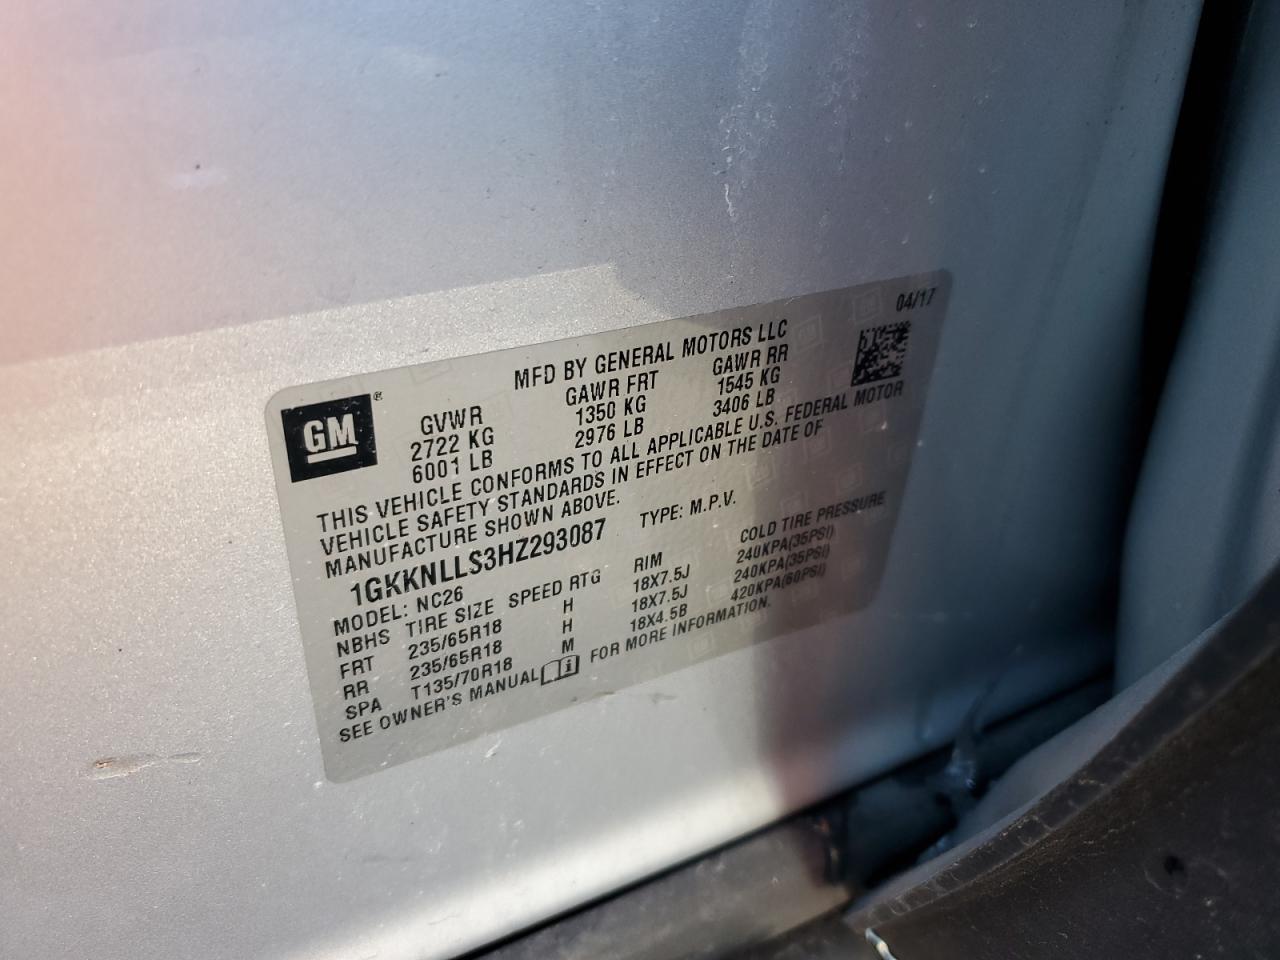 04/17
MFD BY GENERAL MOTORS LLC
GM®
GVWR GAWR FRT GAWR RR
2722 KG 1350 KG 1545 KG
6001 LB 2976 LB 3406 LB
THIS VEHICLE CONFORMS TO ALL APPLICABLE U.S. FEDERAL MOTOR
VEHICLE SAFETY STANDARDS IN EFFECT ON THE DATE OF
MANUFACTURE SHOWN ABOVE.
1GKKNLLS3HZ293087 TYPE: M.P.V.
MODEL: NC26
NBHS TIRE SIZE SPEED RTG RIM COLD TIRE PRESSURE
FRT 235/65R18 H 18X7.5J 240KPA(35PSI)
RR 235/65R18 H 18X7.5J 240KPA(35PSI)
SPA T135/70R18 M 18X4.5B 420KPA(60PSI)
SEE OWNER'S MANUAL i FOR MORE INFORMATION.